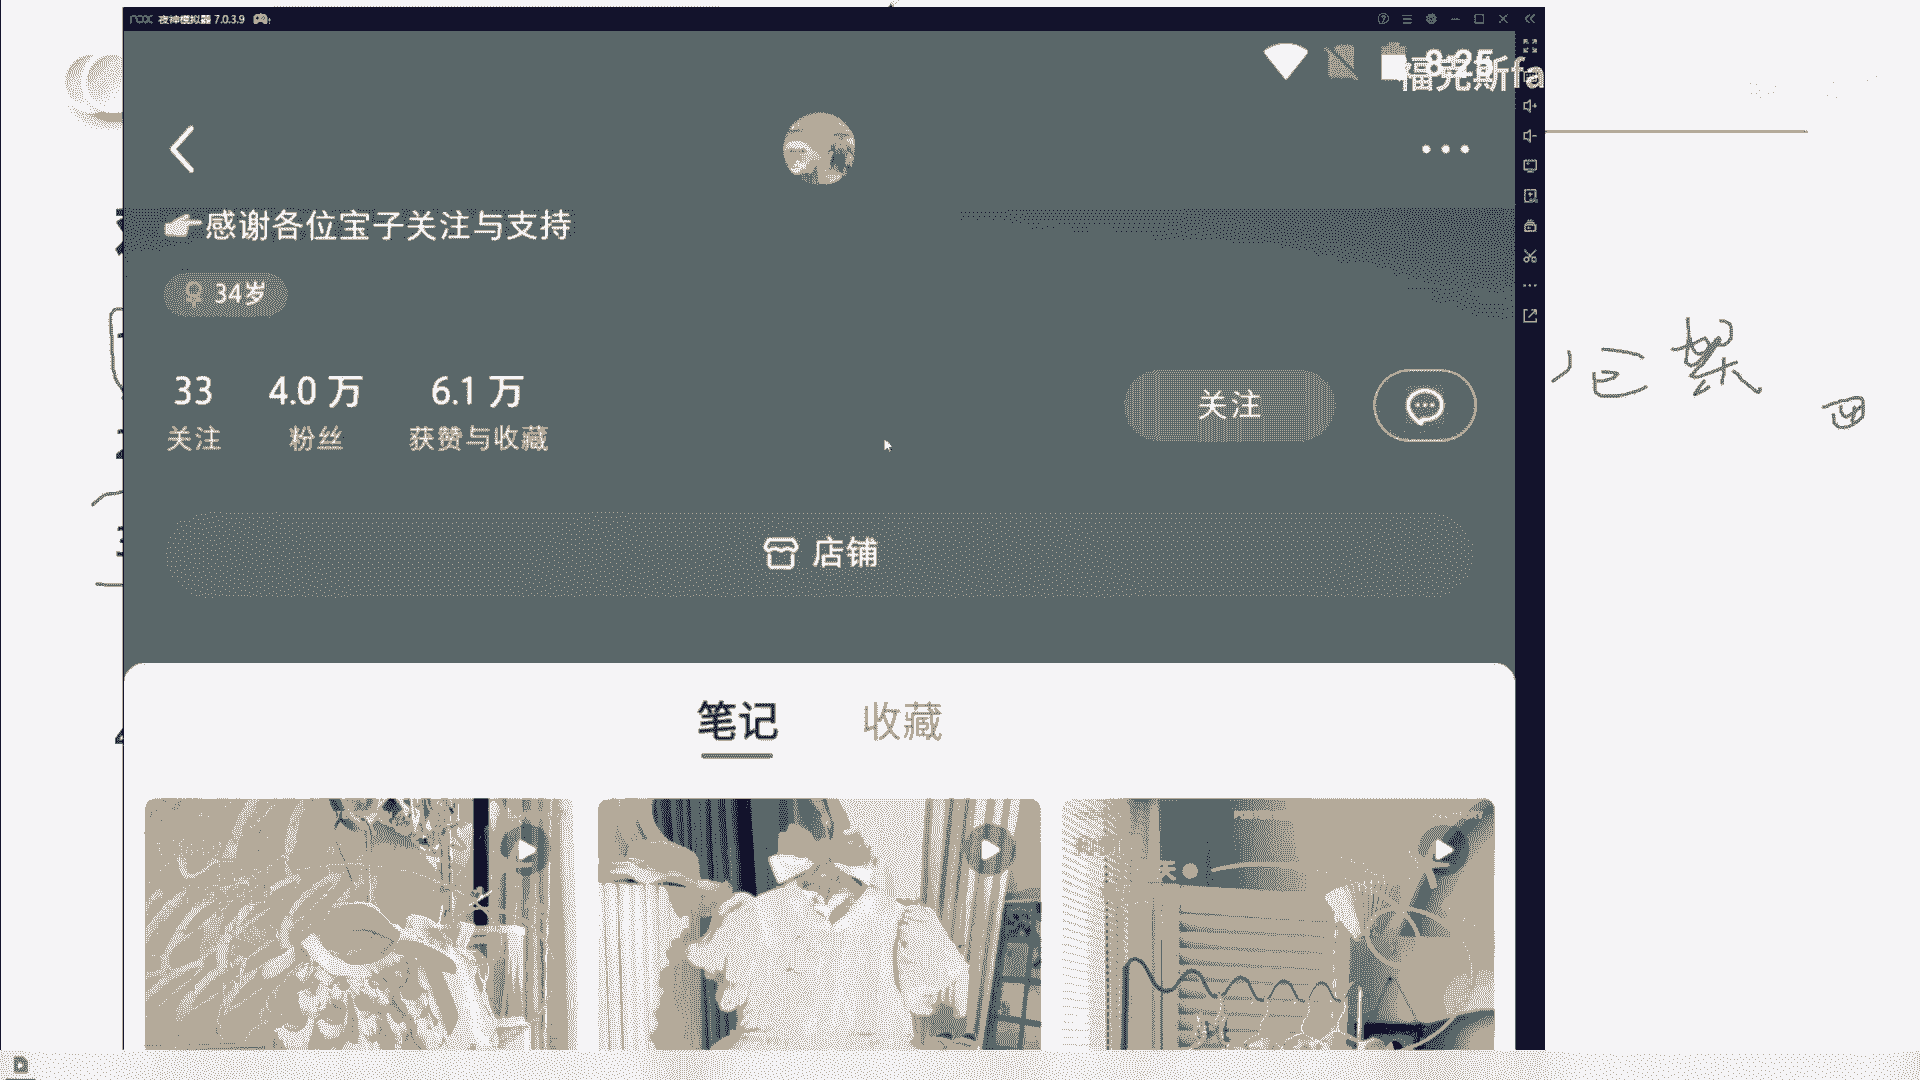 nox 夜神模拟器 7.0.3.9
8:25
福克斯fa
感谢各位宝子关注与支持
34岁
33 4.0 万 6.1 万
关注 粉丝 获赞与收藏
关注
店铺
笔记 收藏
天